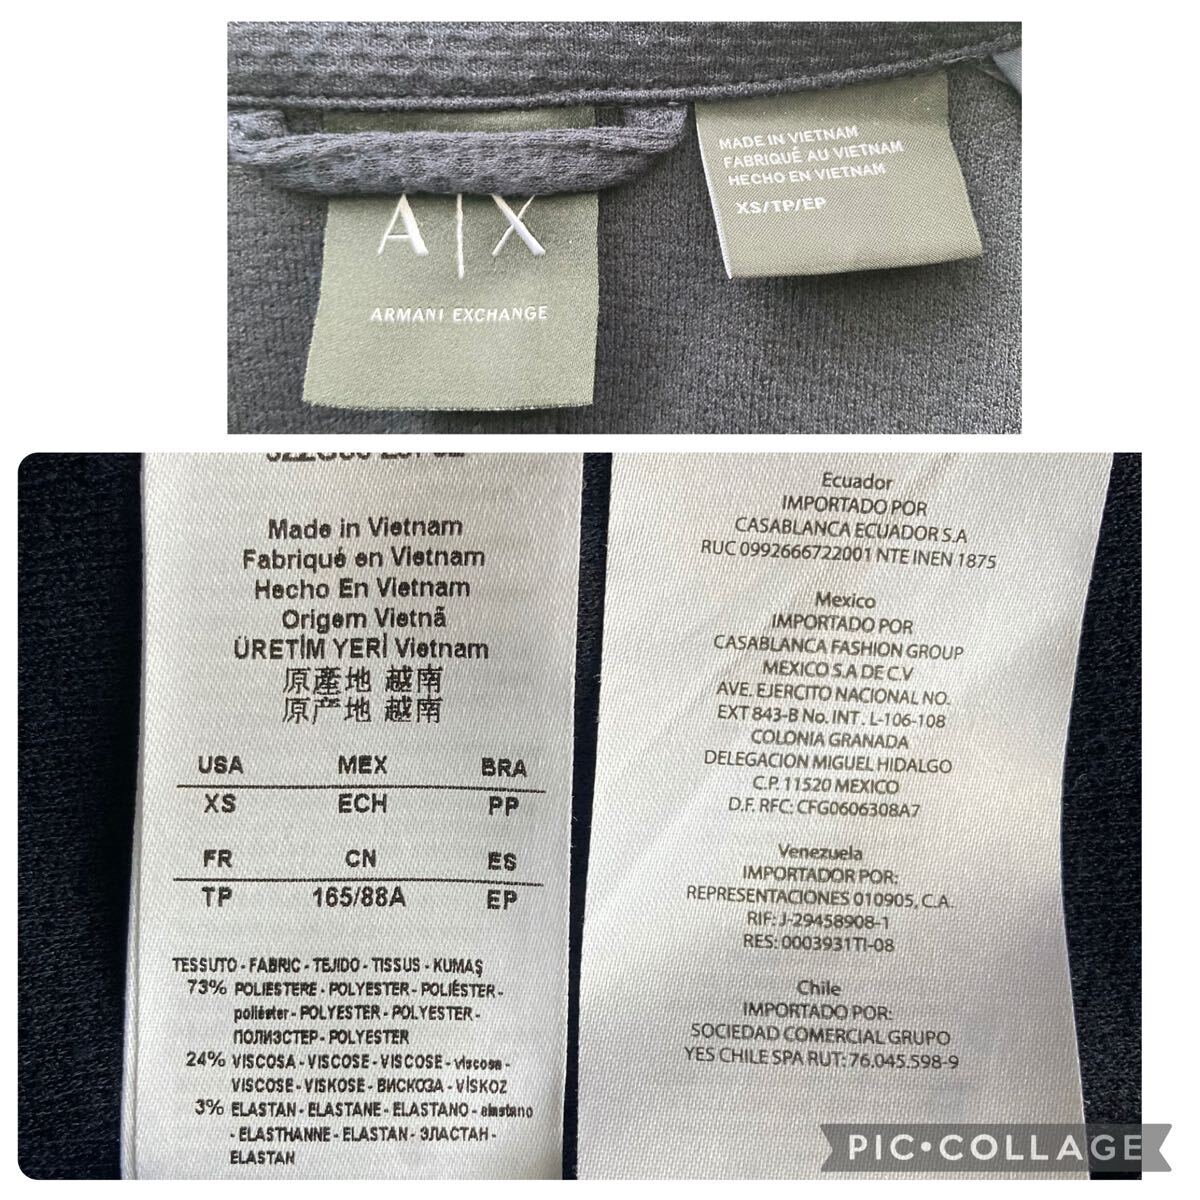 A|X
ARMANI EXCHANGE
MADE IN VIETNAM
FABRIQUÉ AU VIETNAM
HECHO EN VIETNAM
XS/TP/EP
Made in Vietnam
Fabriqué en Vietnam
Hecho En Vietnam
Origem Vietnã
ÜRETİM YERİ Vietnam
原產地 越南
原产地 越南
USA MEX BRA
XS ECH PP
FR CN ES
TP 165/88A EP
TESSUTO - FABRIC - TEJIDO - TISSUS - KUMAŞ
73% POLIESTERE - POLYESTER - POLIÉSTER -
poliéster - POLYESTER - POLYESTER -
ПОЛИЭСТЕР - POLYESTER
24% VISCOSA - VISCOSE - VISCOSE - viscosa -
VISCOSE - VISKOSE - ВИСКОЗА - VİSKOZ
3% ELASTAN - ELASTANE - ELASTANO - elastano
- ELASTHANNE - ELASTAN - ЭЛАСТАН -
ELASTAN
Ecuador
IMPORTADO POR
CASABLANCA ECUADOR S.A
RUC 0992666722001 NTE INEN 1875
Mexico
IMPORTADO POR
CASABLANCA FASHION GROUP
MEXICO S.A DE C.V
AVE. EJERCITO NACIONAL NO.
EXT 843-B No. INT. L-106-108
COLONIA GRANADA
DELEGACION MIGUEL HIDALGO
C.P. 11520 MEXICO
D.F. RFC: CFG0606308A7
Venezuela
IMPORTADOR POR:
REPRESENTACIONES 010905, C.A.
RIF: J-29458908-1
RES: 0003931TI-08
Chile
IMPORTADO POR:
SOCIEDAD COMERCIAL GRUPO
YES CHILE SPA RUT: 76.045.598-9
PIC•COLLAGE